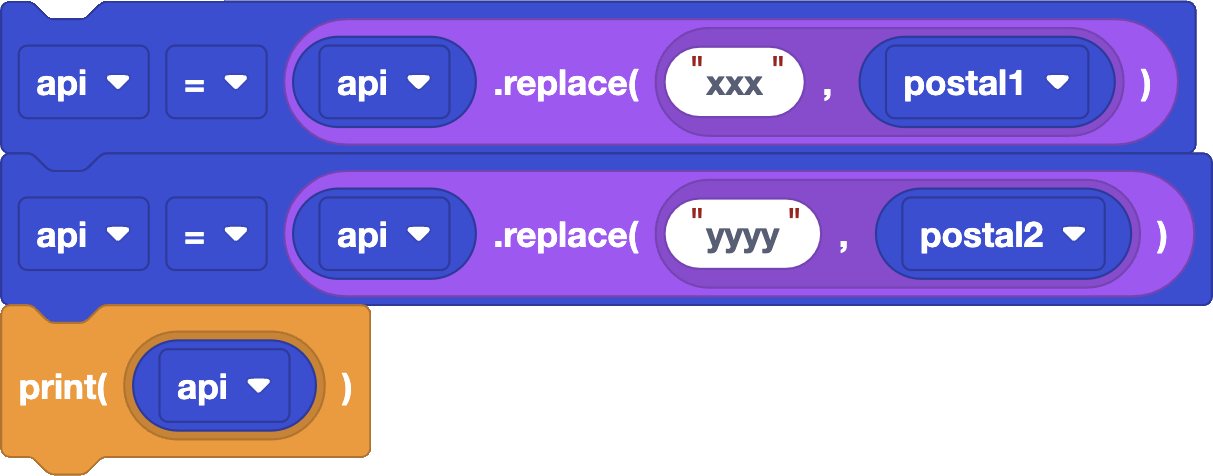 api = api .replace( "xxx" , postal1 )
api = api .replace( "yyyy" , postal2 )
print( api )